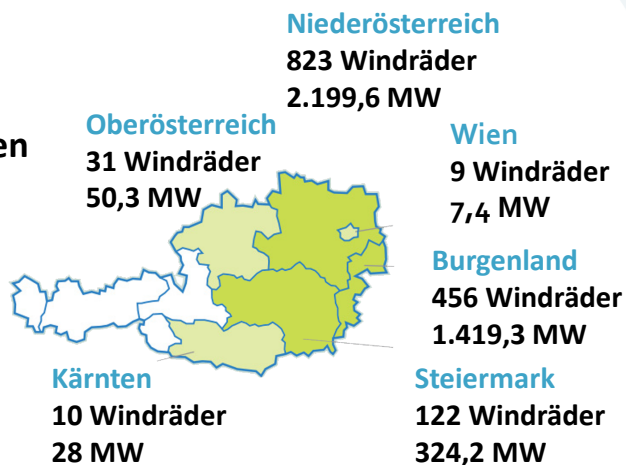 Niederösterreich
823 Windräder
2.199,6 MW
en
Oberösterreich
31 Windräder
50,3 MW
Wien
9 Windräder
7,4 MW
Burgenland
456 Windräder
1.419,3 MW
Kärnten
10 Windräder
28 MW
Steiermark
122 Windräder
324,2 MW